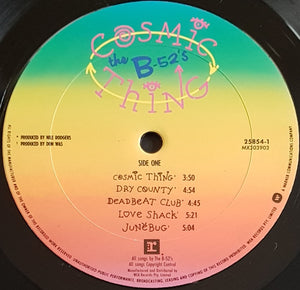 COSMIC
the B-52's
THING
* PRODUCED BY NILE RODGERS
+ PRODUCED BY DON WAS
25854-1
MX303902
SIDE ONE
COSMIC THING* 3:50
DRY COUNTY* 4:54
DEADBEAT CLUB+ 4:45
LOVE SHACK+ 5:21
JUNEBUG* 5:04
All songs by The B-52's
All songs Copyright Control
Manufactured and Distributed by
WEA Records Pty. Limited